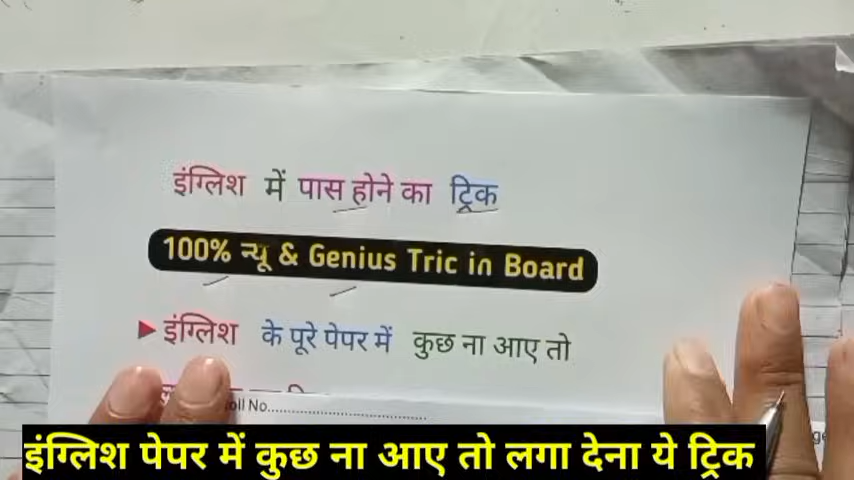 इंग्लिश में पास होने का ट्रिक
100% न्यू & Genius Tric in Board
▶ इंग्लिश के पूरे पेपर में कुछ ना आए तो
oll No.
इंग्लिश पेपर में कुछ ना आए तो लगा देना ये ट्रिक